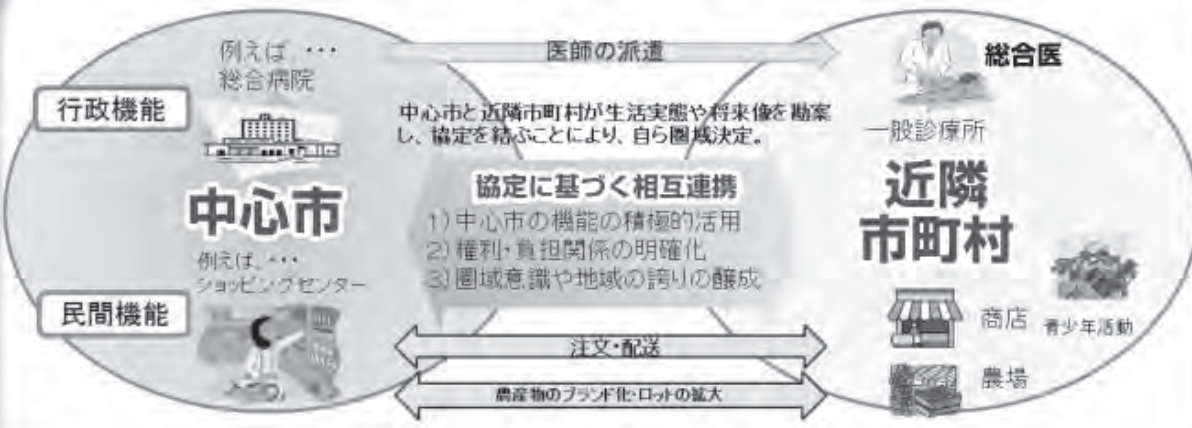 例えば、・・・
総合病院
行政機能
中心市
例えば、・・・
ショッピングセンター
民間機能
医師の派遣
中心市と近隣市町村が生活実態や将来像を勘案
し、協定を結ぶことにより、自ら圏域決定。
協定に基づく相互連携
1)中心市の機能の積極的活用
2)権利・負担関係の明確化
3)圏域意識や地域の誇りの醸成
注文・配送
農産物のブランド化・ロットの拡大
総合医
一般診療所
近隣
市町村
商店
青少年活動
農場